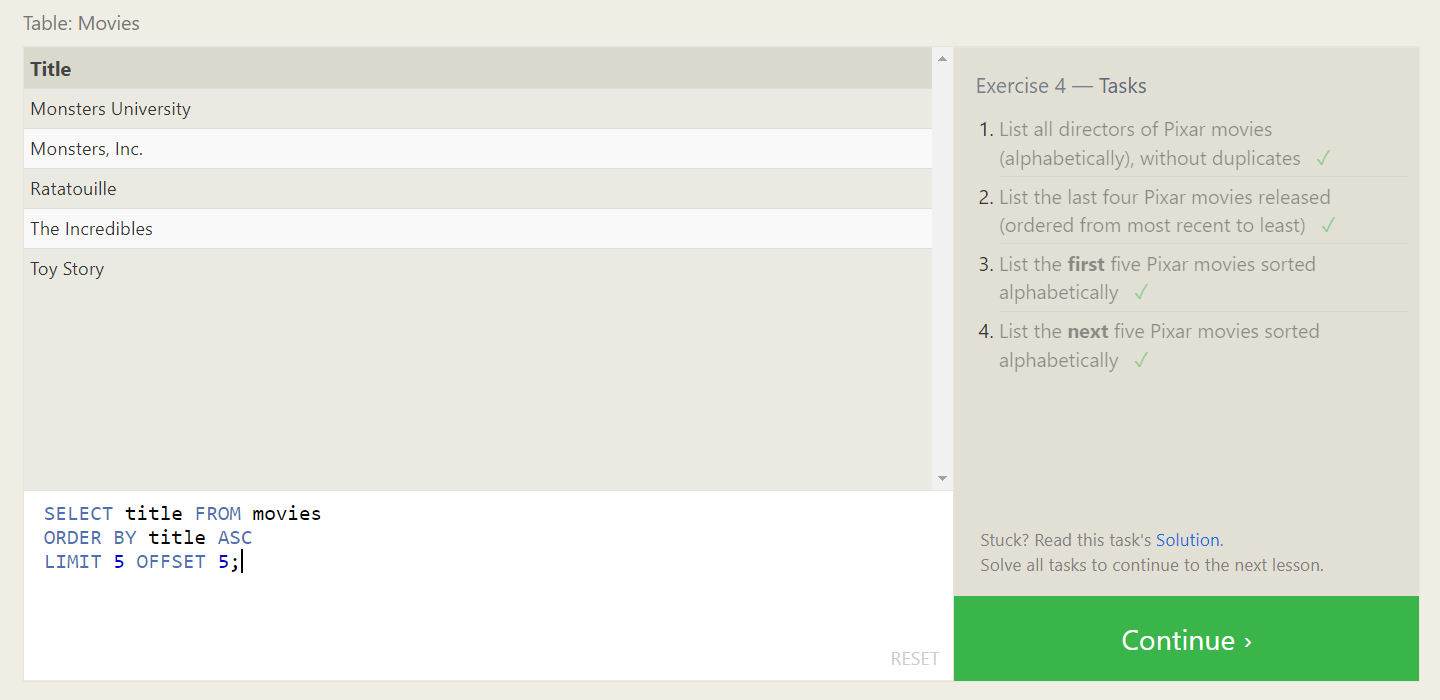 Table: Movies
Title
Monsters University
Monsters, Inc.
Ratatouille
The Incredibles
Toy Story
SELECT title FROM movies
ORDER BY title ASC
LIMIT 5 OFFSET 5;
RESET
Exercise 4 — Tasks
1. List all directors of Pixar movies
(alphabetically), without duplicates ✓
2. List the last four Pixar movies released
(ordered from most recent to least) ✓
3. List the first five Pixar movies sorted
alphabetically ✓
4. List the next five Pixar movies sorted
alphabetically ✓
Stuck? Read this task's Solution.
Solve all tasks to continue to the next lesson.
Continue ›